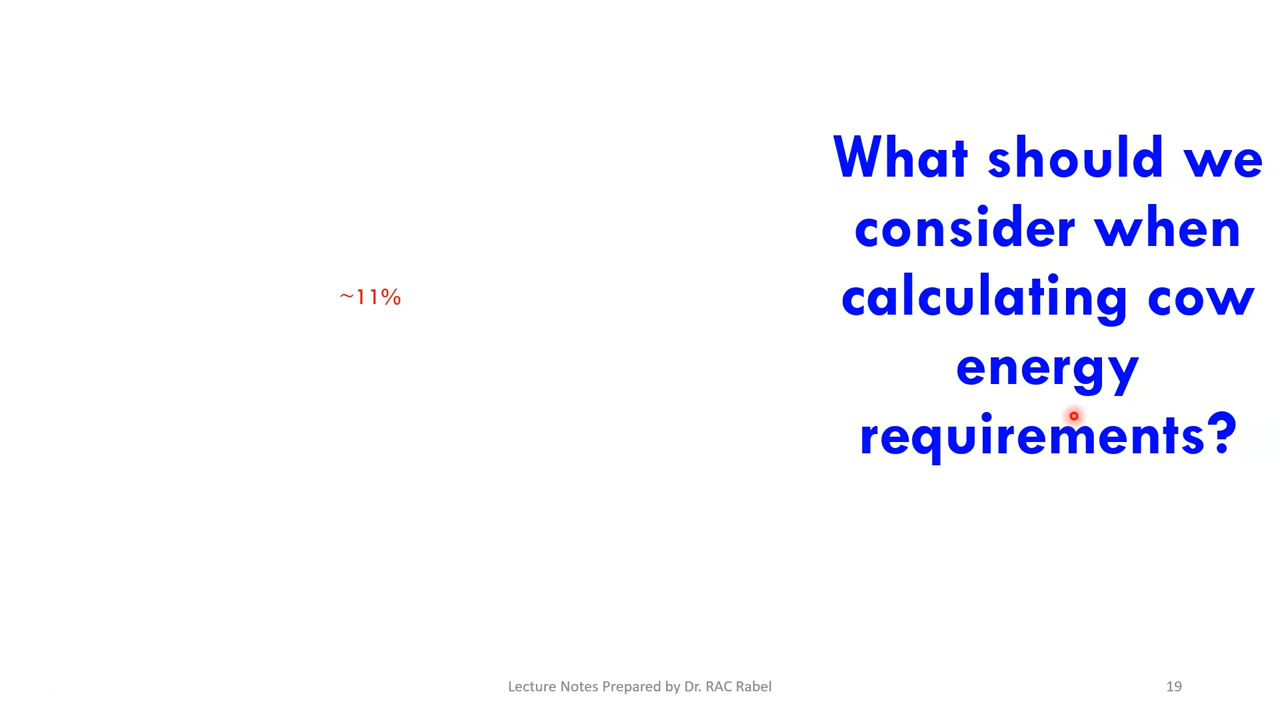 What should we
consider when
calculating cow
energy
requirements?
~11%
Lecture Notes Prepared by Dr. RAC Rabel
19